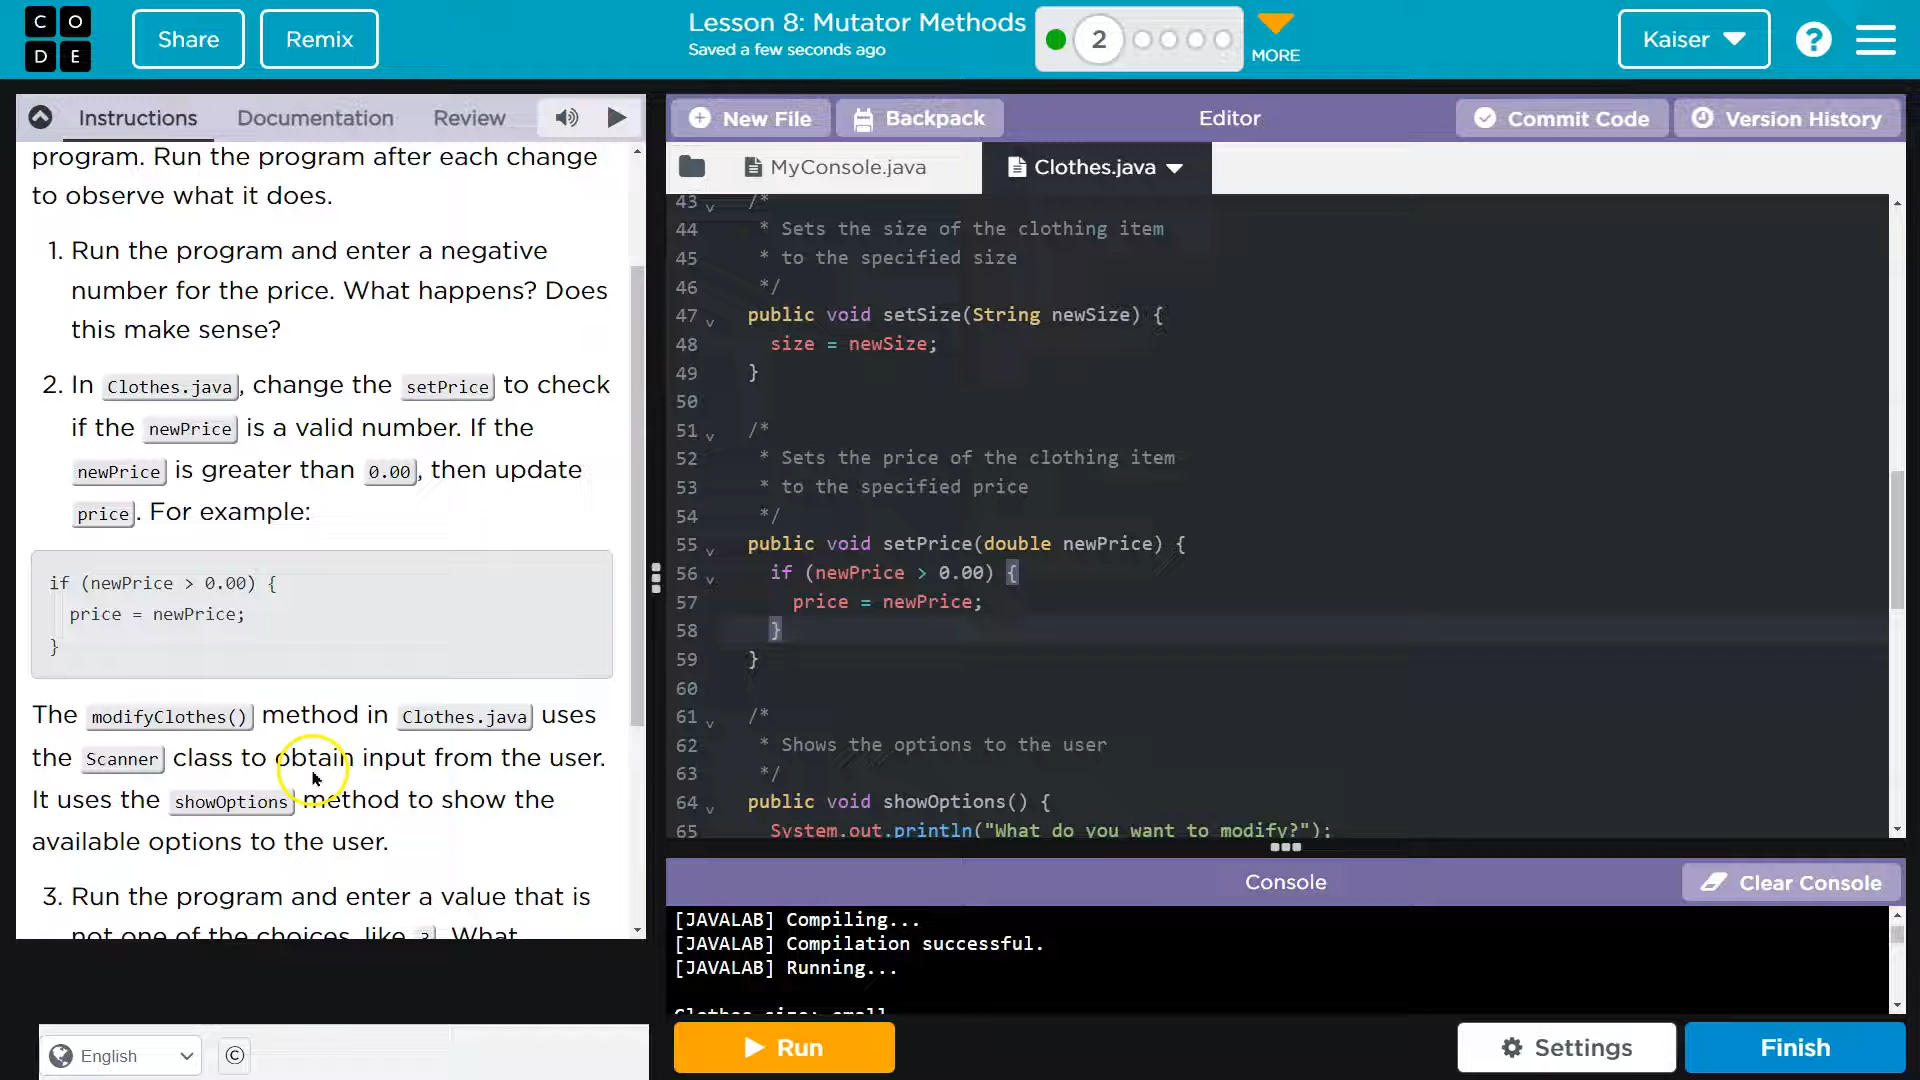 C O
D E
Share
Remix
Lesson 8: Mutator Methods
Saved a few seconds ago
2
MORE
Kaiser
?
Instructions
Documentation
Review
program. Run the program after each change
to observe what it does.
1. Run the program and enter a negative
number for the price. What happens? Does
this make sense?
2. In Clothes.java, change the setPrice to check
if the newPrice is a valid number. If the
newPrice is greater than 0.00, then update
price. For example:
if (newPrice > 0.00) {
price = newPrice;
}
The modifyClothes() method in Clothes.java uses
the Scanner class to obtain input from the user.
It uses the showOptions method to show the
available options to the user.
3. Run the program and enter a value that is
not one of the choices, like 3. What
English
©
New File
Backpack
Editor
Commit Code
Version History
MyConsole.java
Clothes.java
43 /*
44 * Sets the size of the clothing item
45 * to the specified size
46 */
47 public void setSize(String newSize) {
48 size = newSize;
49 }
50
51 /*
52 * Sets the price of the clothing item
53 * to the specified price
54 */
55 public void setPrice(double newPrice) {
56 if (newPrice > 0.00) {
57 price = newPrice;
58 }
59 }
60
61 /*
62 * Shows the options to the user
63 */
64 public void showOptions() {
65 System.out.println("What do you want to modify?");
Console
Clear Console
[JAVALAB] Compiling...
[JAVALAB] Compilation successful.
[JAVALAB] Running...
Clothes size: small
Run
Settings
Finish